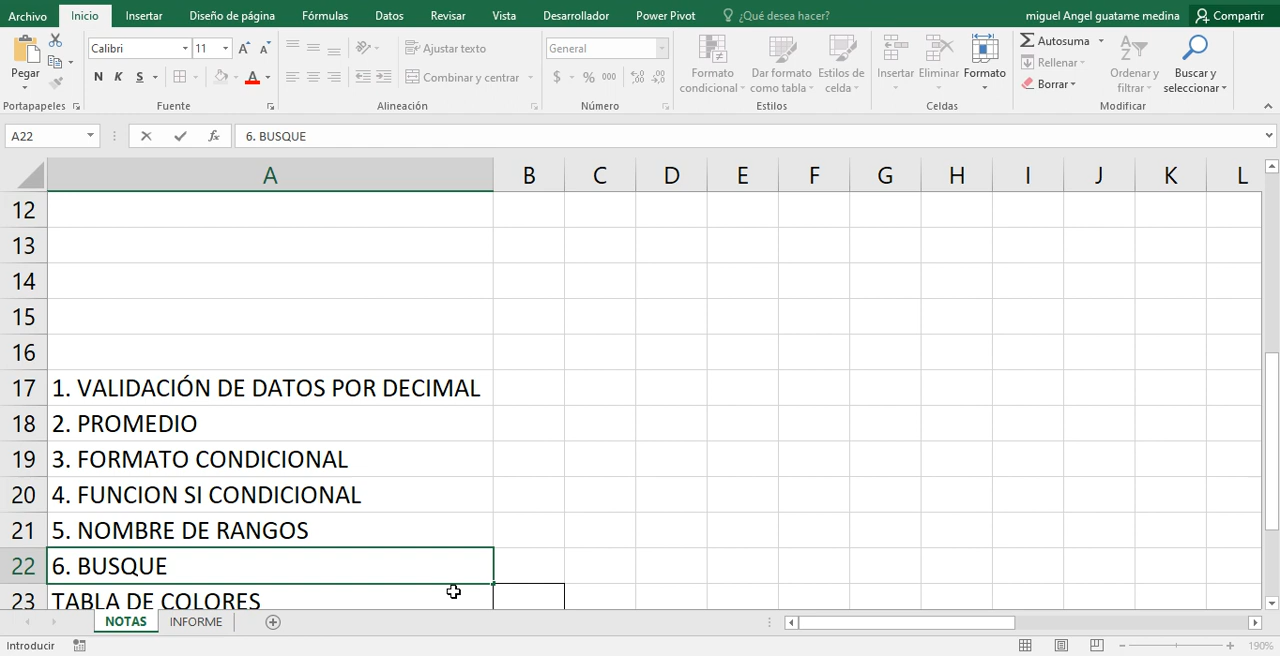 Archivo Inicio Insertar Diseño de página Fórmulas Datos Revisar Vista Desarrollador Power Pivot ¿Qué desea hacer? miguel Angel guatame medina Compartir
Pegar
Portapapeles
Calibri 11
N K S
Fuente
Ajustar texto
Combinar y centrar
Alineación
General
$ % 000
Número
Formato condicional
Dar formato como tabla
Estilos de celda
Estilos
Insertar Eliminar Formato
Celdas
Autosuma
Rellenar
Borrar
Ordenar y filtrar
Buscar y seleccionar
Modificar
A22 fx 6. BUSQUE
A B C D E F G H I J K L
12
13
14
15
16
17 1. VALIDACIÓN DE DATOS POR DECIMAL
18 2. PROMEDIO
19 3. FORMATO CONDICIONAL
20 4. FUNCION SI CONDICIONAL
21 5. NOMBRE DE RANGOS
22 6. BUSQUE
23 TABLA DE COLORES
NOTAS INFORME
Introducir 190%